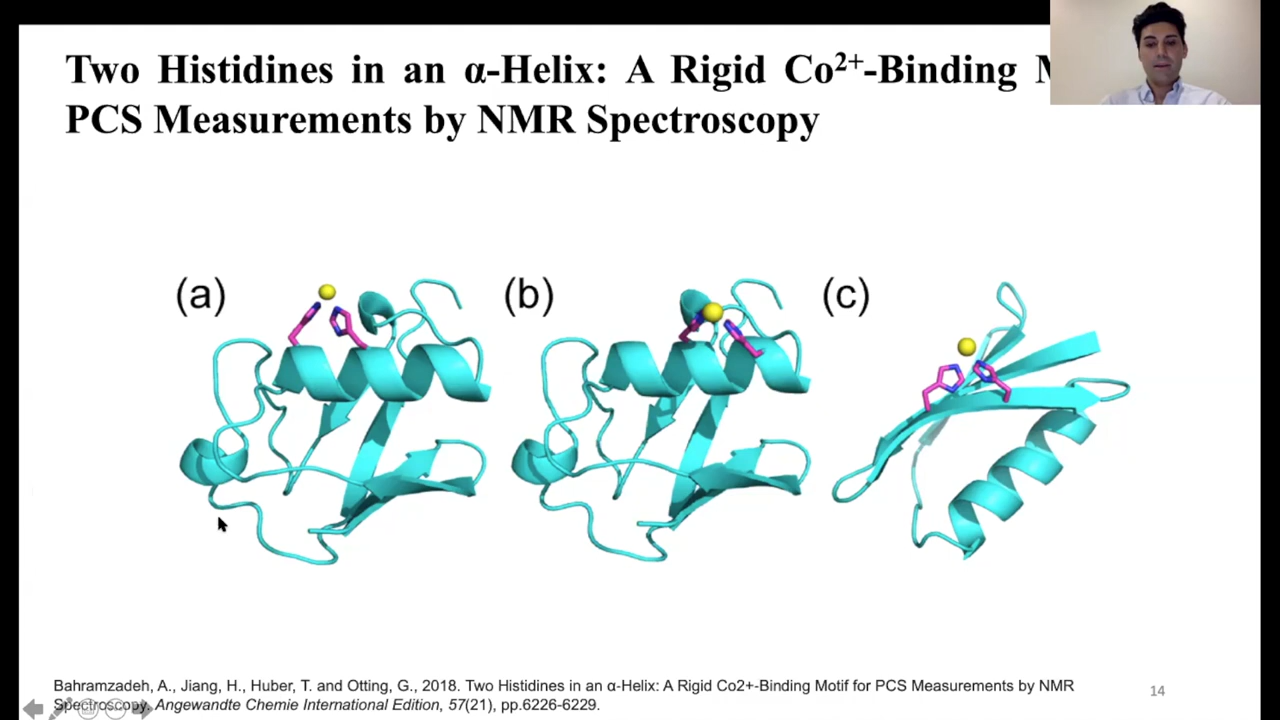 Two Histidines in an α-Helix: A Rigid Co²⁺-Binding
PCS Measurements by NMR Spectroscopy
(a) (b) (c)
Bahramzadeh, A., Jiang, H., Huber, T. and Otting, G., 2018. Two Histidines in an α-Helix: A Rigid Co2+-Binding Motif for PCS Measurements by NMR
Spectroscopy. Angewandte Chemie International Edition, 57(21), pp.6226-6229.
14